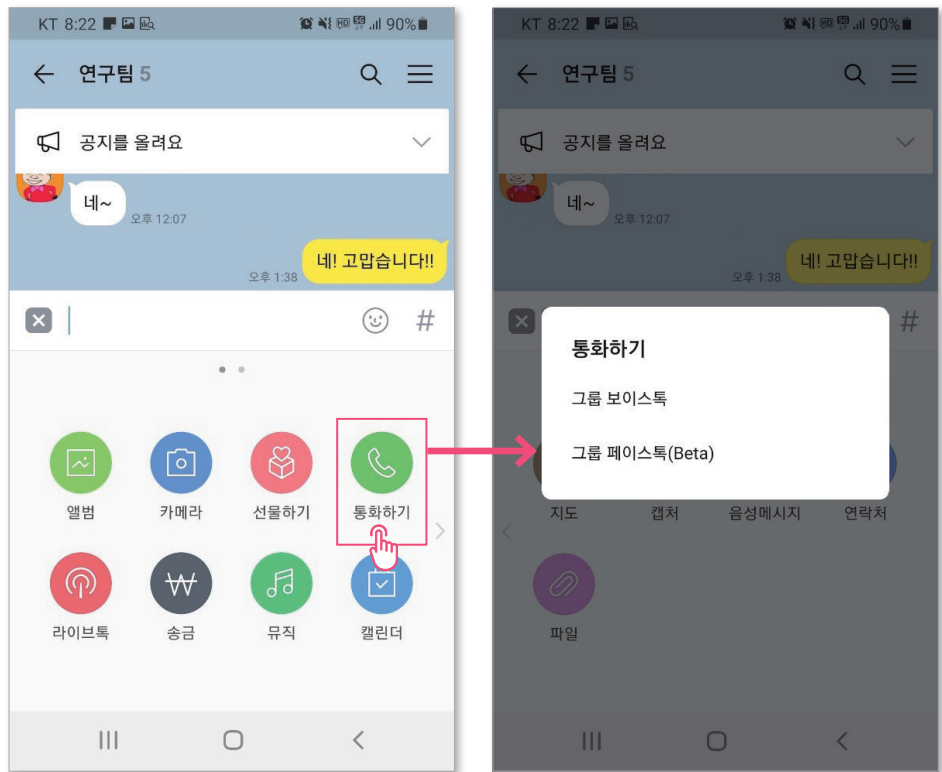 KT 8:22
90%
연구팀 5
공지를 올려요
네~
오후 12:07
네! 고맙습니다!!
오후 1:38
#
앨범 카메라 선물하기 통화하기
라이브톡 송금 뮤직 캘린더
KT 8:22
90%
연구팀 5
공지를 올려요
네~
오후 12:07
네! 고맙습니다!!
오후 1:38
#
통화하기
그룹 보이스톡
그룹 페이스톡(Beta)
지도 캡처 음성메시지 연락처
파일